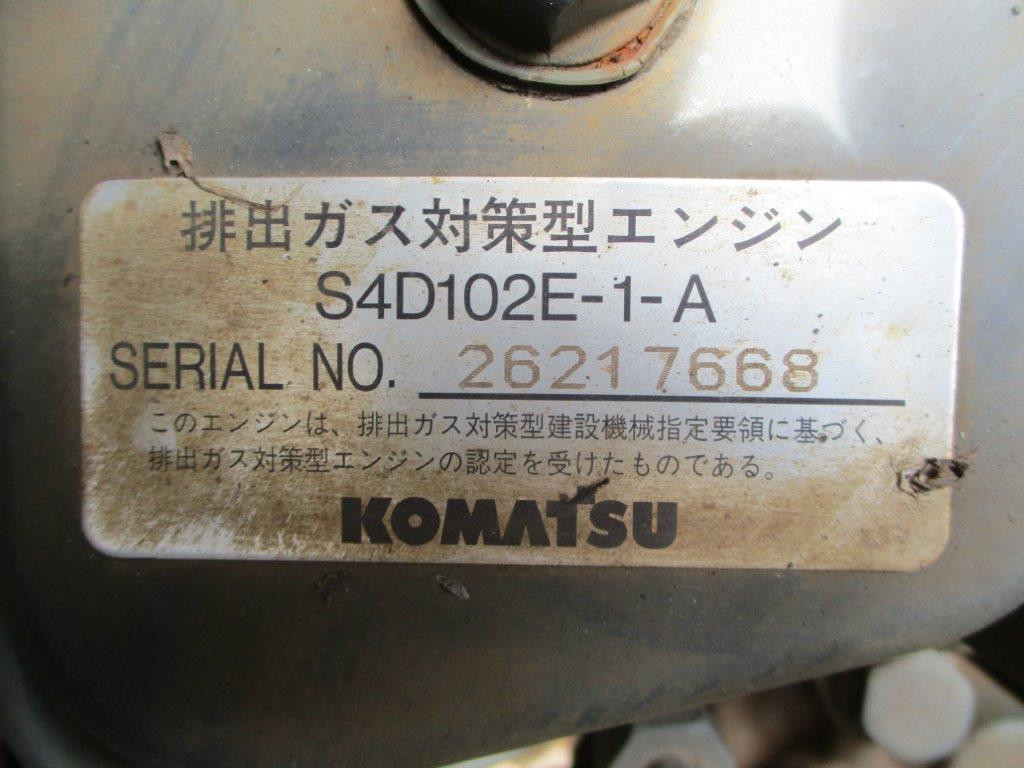 排出ガス対策型エンジン
S4D102E-1-A
SERIAL NO. 26217668
このエンジンは、排出ガス対策型建設機械指定要領に基づく、
排出ガス対策型エンジンの認定を受けたものである。
KOMATSU